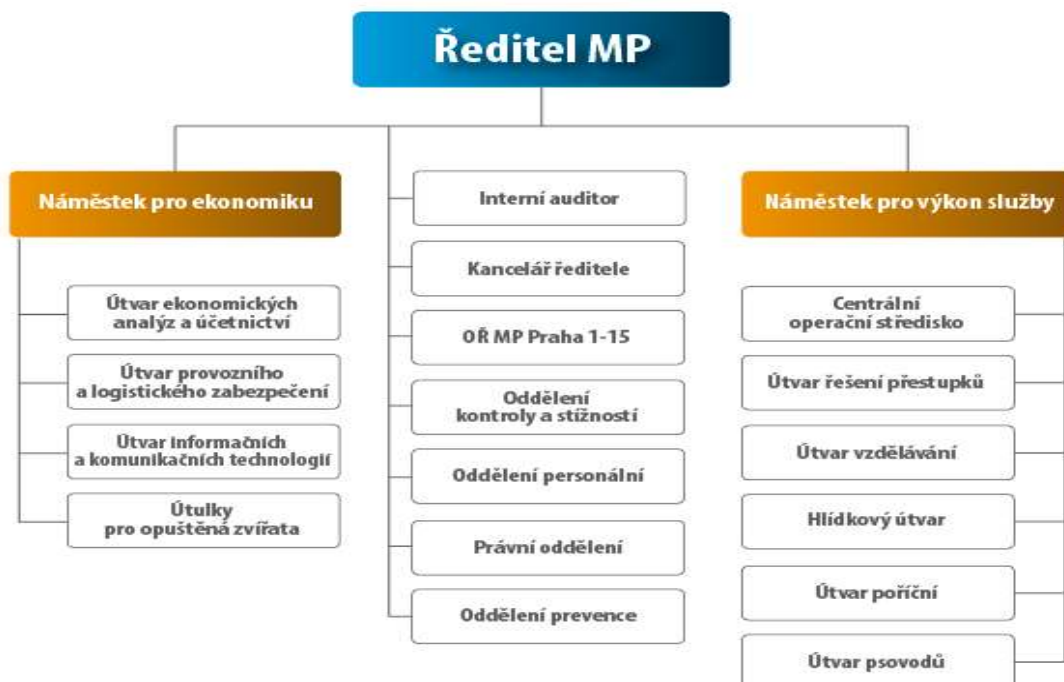 Ředitel MP
Náměstek pro ekonomiku
Útvar ekonomických
analýz a účetnictví
Útvar provozního
a logistického zabezpečení
Útvar informačních
a komunikačních technologií
Útulky
pro opuštěná zvířata
Interní auditor
Kancelář ředitele
OŘ MP Praha 1-15
Oddělení
kontroly a stížností
Oddělení personální
Právní oddělení
Oddělení prevence
Náměstek pro výkon služby
Centrální
operační středisko
Útvar řešení přestupků
Útvar vzdělávání
Hlídkový útvar
Útvar poříční
Útvar psovodů